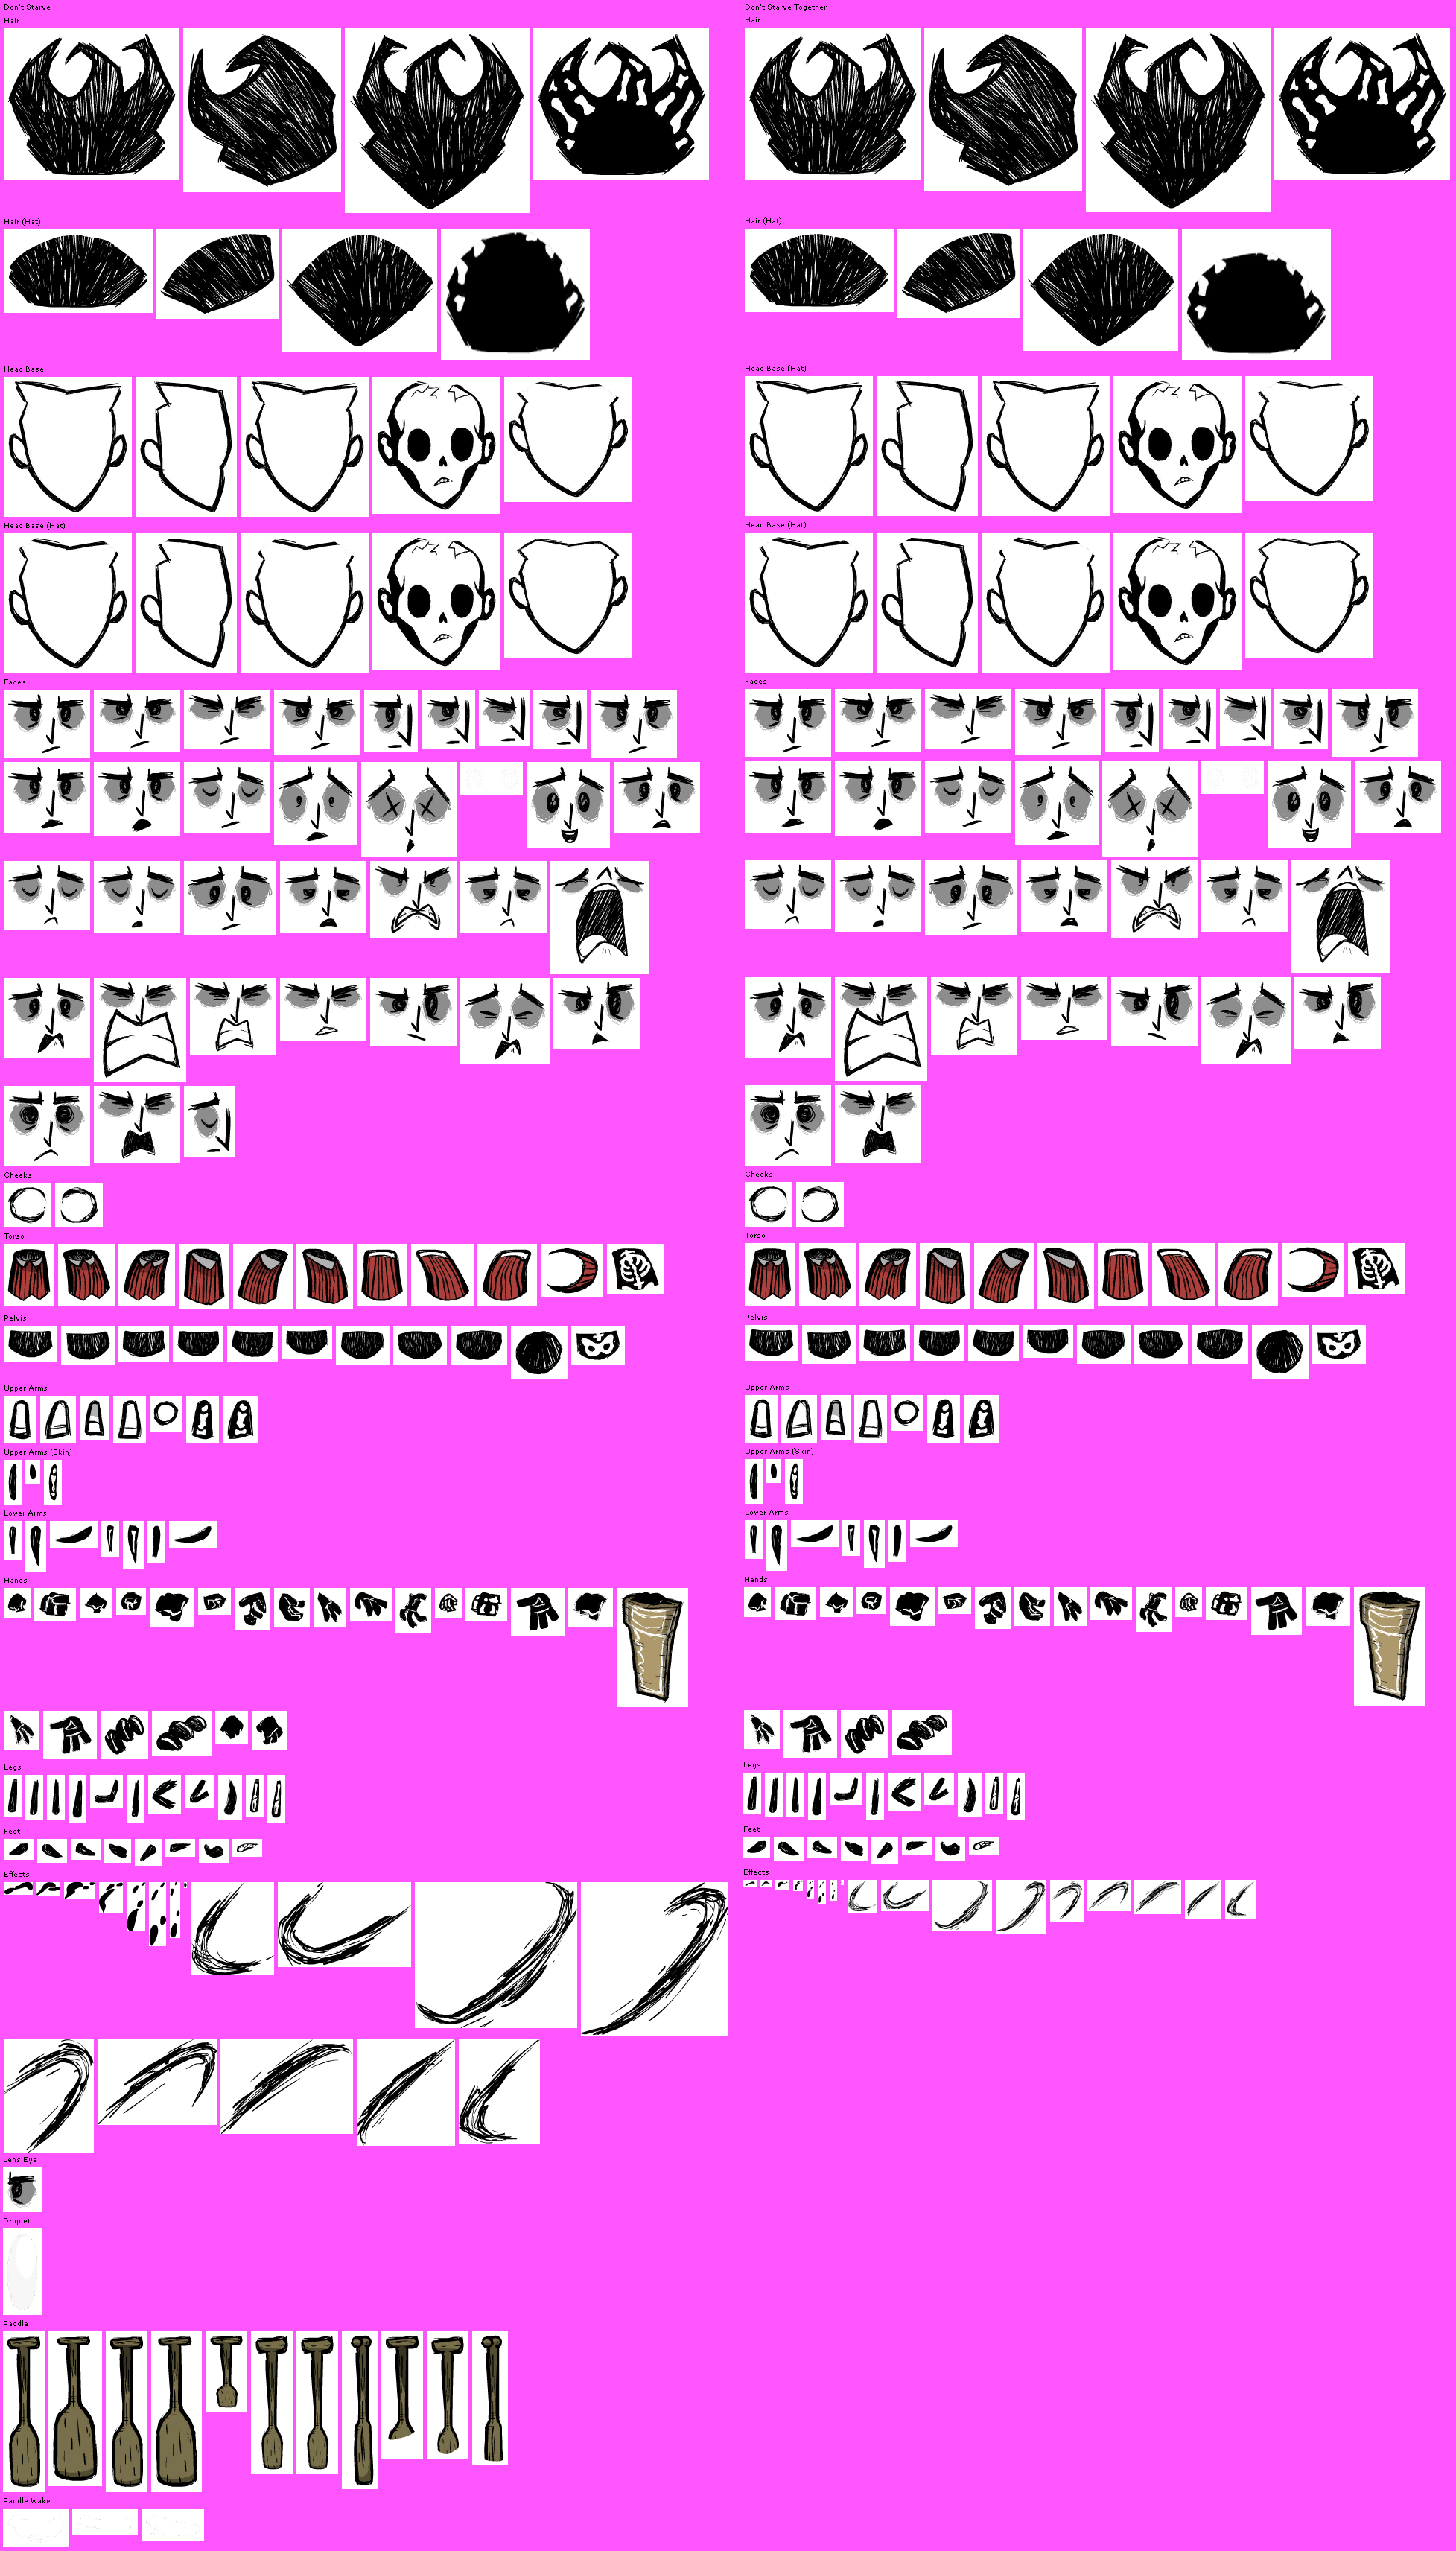 Don't Starve
Hair
Hair (Hat)
Head Base
Head Base (Hat)
Faces
Cheeks
Torso
Pelvis
Upper Arms
Upper Arms (Skin)
Lower Arms
Hands
Legs
Feet
Effects
Lens Eye
Droplet
Paddle
Paddle Wake
Don't Starve Together
Hair
Hair (Hat)
Head Base (Hat)
Head Base (Hat)
Faces
Cheeks
Torso
Pelvis
Upper Arms
Upper Arms (Skin)
Lower Arms
Hands
Legs
Feet
Effects